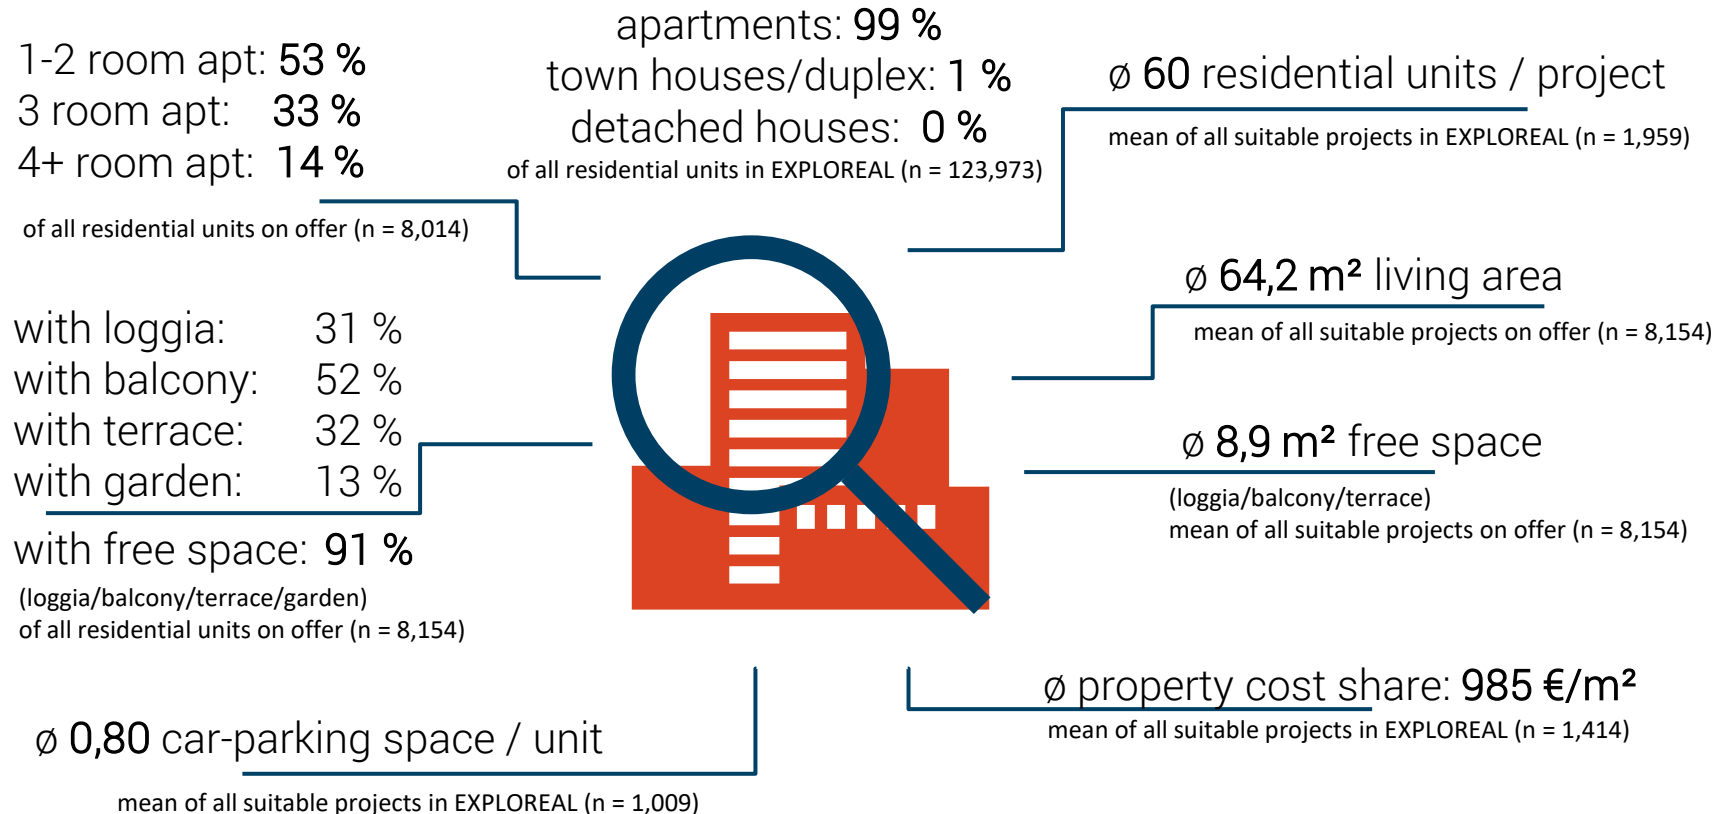 1-2 room apt: 53 %
3 room apt: 33 %
4+ room apt: 14 %
of all residential units on offer (n = 8,014)
apartments: 99 %
town houses/duplex: 1 %
detached houses: 0 %
of all residential units in EXPLOREAL (n = 123,973)
ø 60 residential units / project
mean of all suitable projects in EXPLOREAL (n = 1,959)
with loggia: 31 %
with balcony: 52 %
with terrace: 32 %
with garden: 13 %
with free space: 91 %
(loggia/balcony/terrace/garden)
of all residential units on offer (n = 8,154)
ø 64,2 m² living area
mean of all suitable projects on offer (n = 8,154)
ø 8,9 m² free space
(loggia/balcony/terrace)
mean of all suitable projects on offer (n = 8,154)
ø 0,80 car-parking space / unit
mean of all suitable projects in EXPLOREAL (n = 1,009)
ø property cost share: 985 €/m²
mean of all suitable projects in EXPLOREAL (n = 1,414)